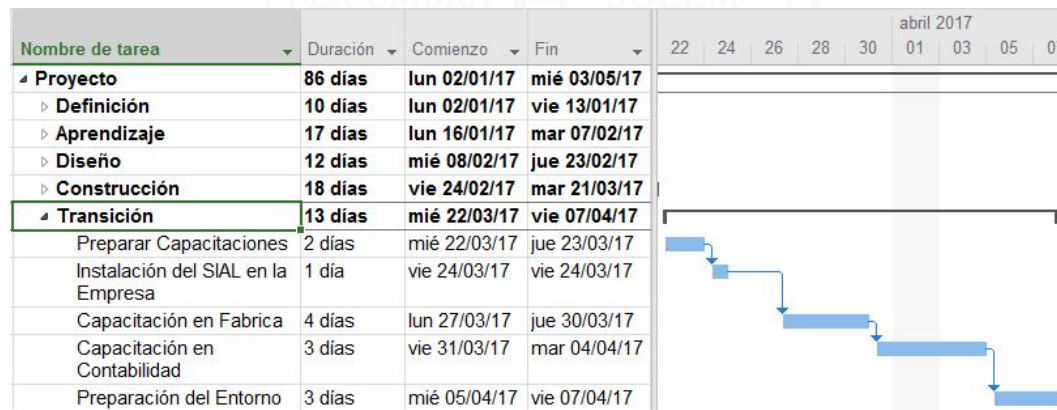 EX UMBRA SOLEM
abril 2017
Nombre de tarea Duración Comienzo Fin 22 24 26 28 30 01 03 05
Proyecto 86 días lun 02/01/17 mié 03/05/17
Definición 10 días lun 02/01/17 vie 13/01/17
Aprendizaje 17 días lun 16/01/17 mar 07/02/17
Diseño 12 días mié 08/02/17 jue 23/02/17
Construcción 18 días vie 24/02/17 mar 21/03/17
Transición 13 días mié 22/03/17 vie 07/04/17
Preparar Capacitaciones 2 días mié 22/03/17 jue 23/03/17
Instalación del SIAL en la 1 día vie 24/03/17 vie 24/03/17
Empresa
Capacitación en Fabrica 4 días lun 27/03/17 jue 30/03/17
Capacitación en 3 días vie 31/03/17 mar 04/04/17
Contabilidad
Preparación del Entorno 3 días mié 05/04/17 vie 07/04/17